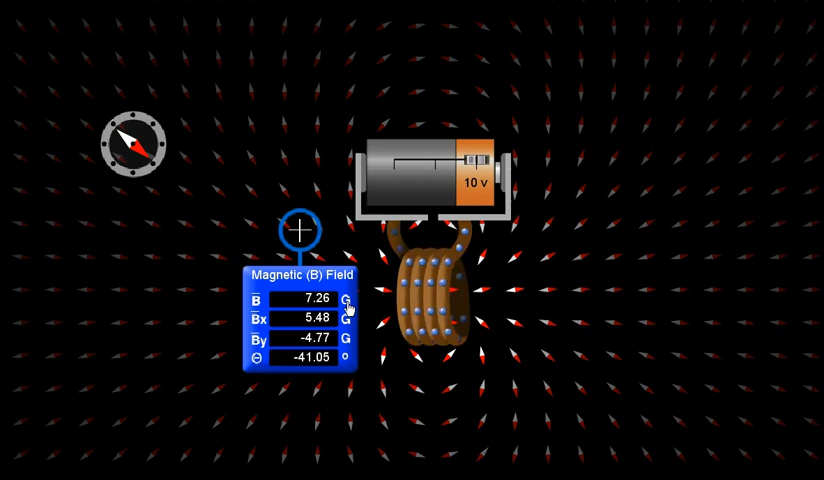 10 v
Magnetic (B) Field
B 7.26 G
Bx 5.48 G
By -4.77 G
Θ -41.05 º